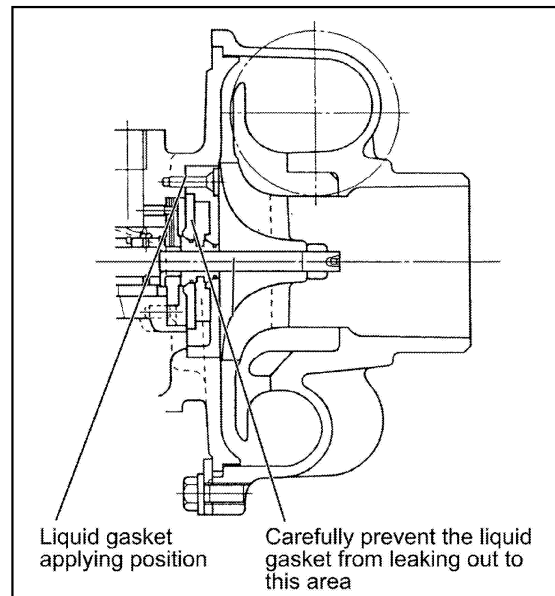 Liquid gasket
applying position
Carefully prevent the liquid
gasket from leaking out to
this area